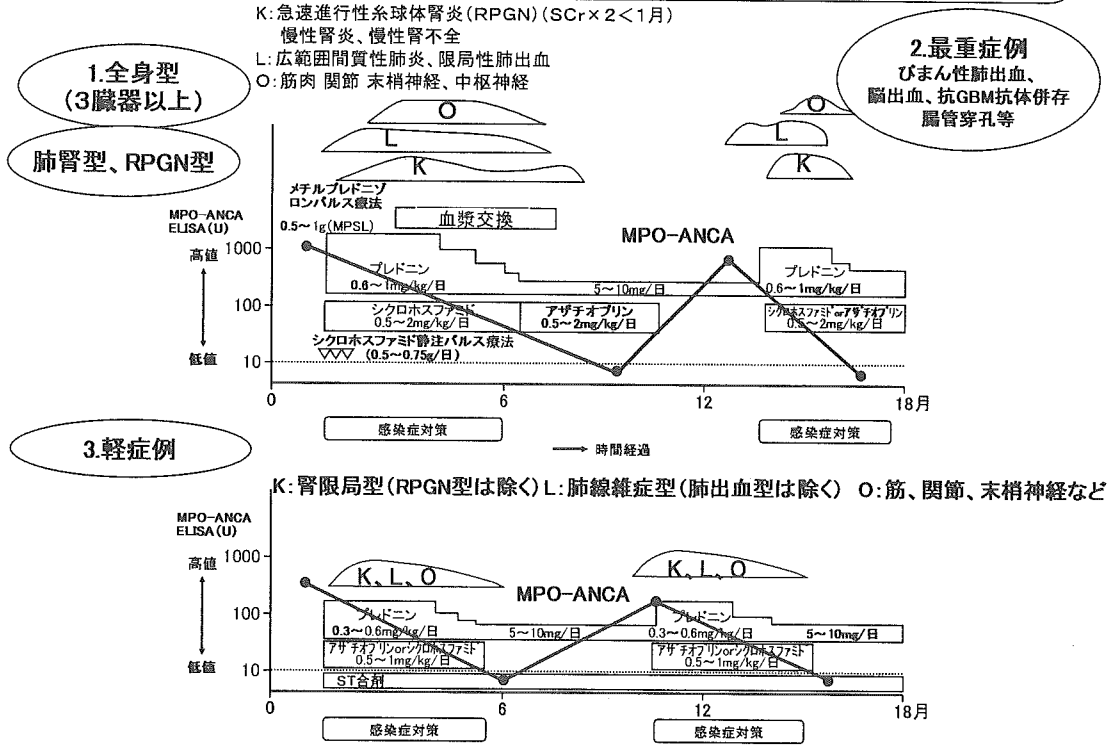 K:急速進行性糸球体腎炎(RPGN)(SCr×2<1月)
慢性腎炎、慢性腎不全
L:広範囲間質性肺炎、限局性肺出血
O:筋肉 関節 末梢神経、中枢神経
1.全身型
(3臓器以上)
肺腎型、RPGN型
2.最重症例
びまん性肺出血、
脳出血、抗GBM抗体併存
腸管穿孔等
O
L
K
O
L
K
メチルプレドニゾ
ロンパルス療法
0.5~1g(MPSL)
血漿交換
MPO-ANCA
MPO-ANCA
ELISA(U)
高値
低値
1000
100
10
プレドニン
0.6~1mg/kg/日
5~10mg/日
プレドニン
0.6~1mg/kg/日
シクロホスファミド
0.5~2mg/kg/日
アザチオプリン
0.5~2mg/kg/日
シクロホスファミドorアザチオプリン
0.5~2mg/kg/日
シクロホスファミド静注パルス療法
(0.5~0.75g/日)
0
6
12
18月
感染症対策
時間経過
感染症対策
3.軽症例
K:腎限局型(RPGN型は除く) L:肺線維症型(肺出血型は除く) O:筋、関節、末梢神経など
MPO-ANCA
ELISA(U)
高値
低値
1000
100
10
K、L、O
MPO-ANCA
K、L、O
プレドニン
0.3~0.6mg/kg/日
5~10mg/日
プレドニン
0.3~0.6mg/kg/日
5~10mg/日
アザチオプリンorシクロホスファミド
0.5~1mg/kg/日
アザチオプリンorシクロホスファミド
0.5~1mg/kg/日
ST合剤
0
6
12
18月
感染症対策
感染症対策